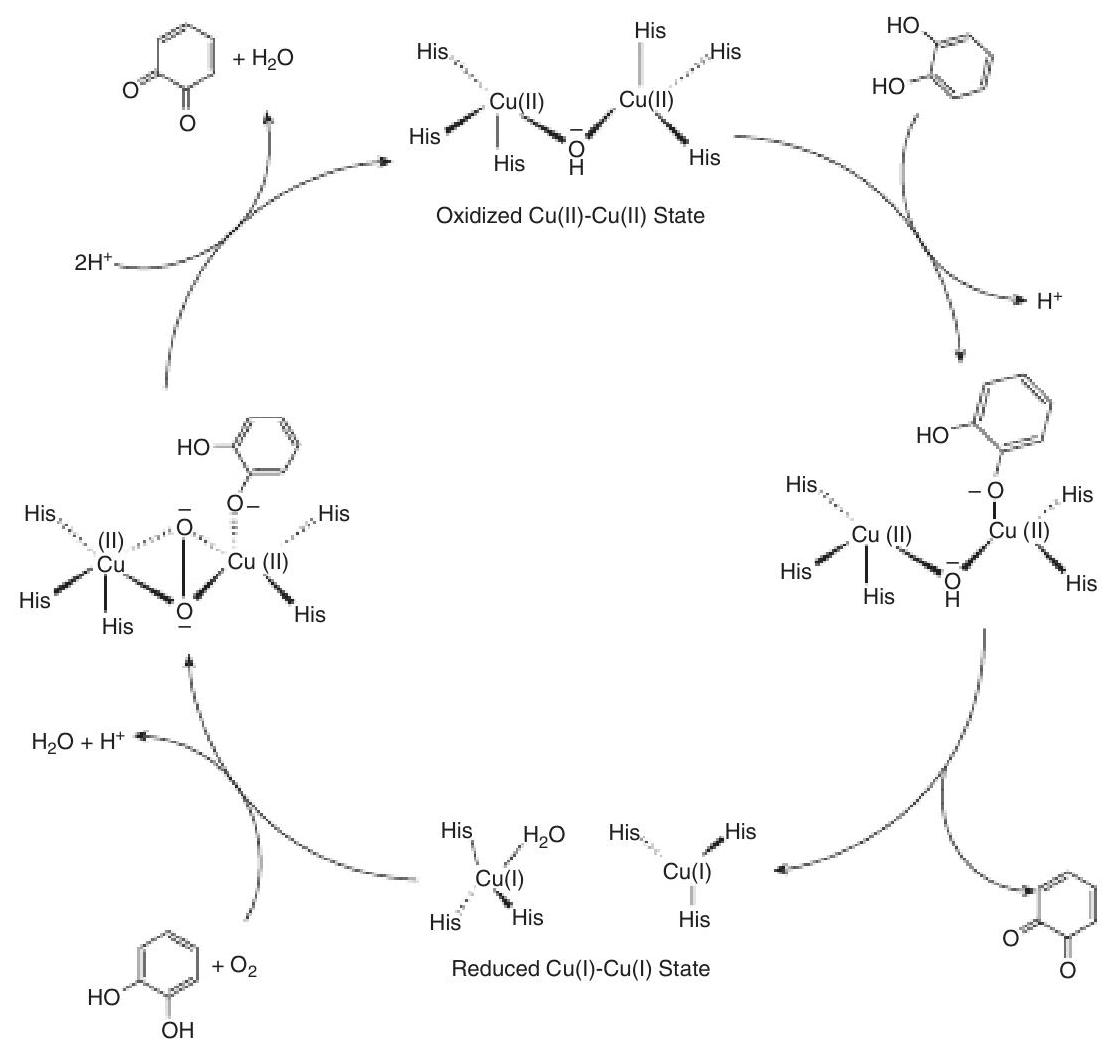 O
O
+ H₂O
His
His
Cu(II)
His
His
−
O
H
His
His
Cu(II)
His
Oxidized Cu(II)-Cu(II) State
HO
HO
2H⁺
H⁺
HO
O−
His
(II)
Cu
His
His
−
O
O
−
Cu (II)
His
His
HO
−O
His
Cu (II)
His
His
−
O
H
Cu (II)
His
His
H₂O + H⁺
His
H₂O
Cu(I)
His
His
His
His
Cu(I)
His
Reduced Cu(I)-Cu(I) State
HO
OH
+ O₂
O
O